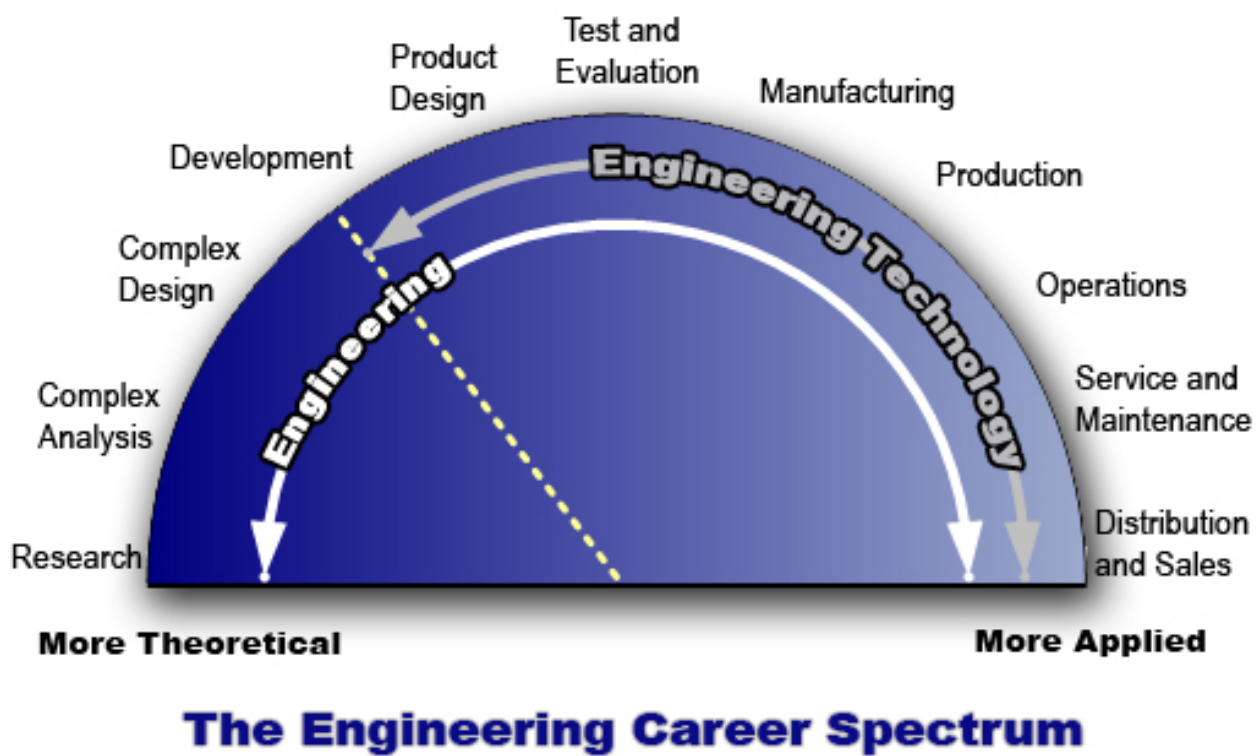 Test and
Evaluation
Product
Design
Manufacturing
Development
Engineering Technology
Production
Complex
Design
Engineering
Operations
Complex
Analysis
Service and
Maintenance
Research
Distribution
and Sales
More Theoretical
More Applied
The Engineering Career Spectrum